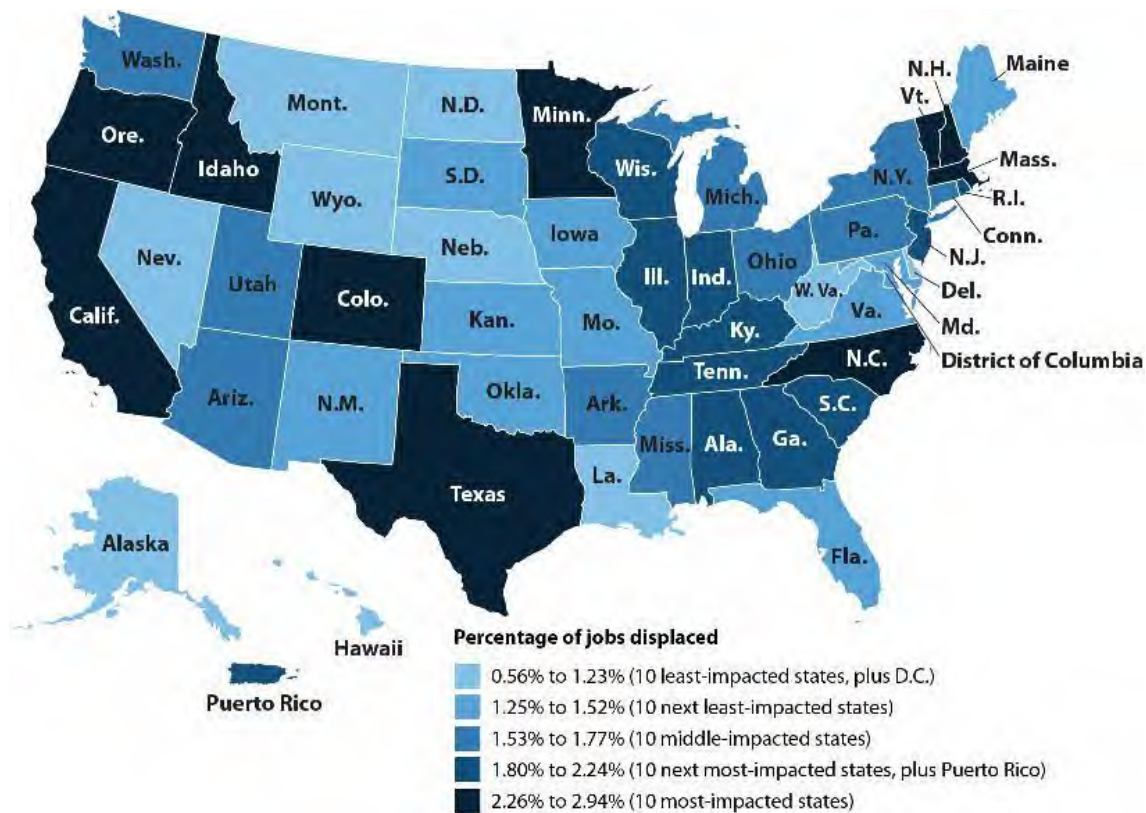 Wash.
Mont.
N.D.
Minn.
N.H.
Maine
Vt.
Ore.
Idaho
S.D.
Wis.
Mich.
N.Y.
Mass.
Wyo.
R.I.
Iowa
Neb.
Pa.
Conn.
Nev.
Utah
Ill.
Ind.
Ohio
N.J.
Calif.
Colo.
W. Va.
Del.
Kan.
Mo.
Va.
Ky.
Md.
District of Columbia
N.C.
Tenn.
Ariz.
N.M.
Okla.
Ark.
S.C.
Miss.
Ala.
Ga.
La.
Texas
Alaska
Fla.
Hawaii
Puerto Rico
Percentage of jobs displaced
0.56% to 1.23% (10 least-impacted states, plus D.C.)
1.25% to 1.52% (10 next least-impacted states)
1.53% to 1.77% (10 middle-impacted states)
1.80% to 2.24% (10 next most-impacted states, plus Puerto Rico)
2.26% to 2.94% (10 most-impacted states)